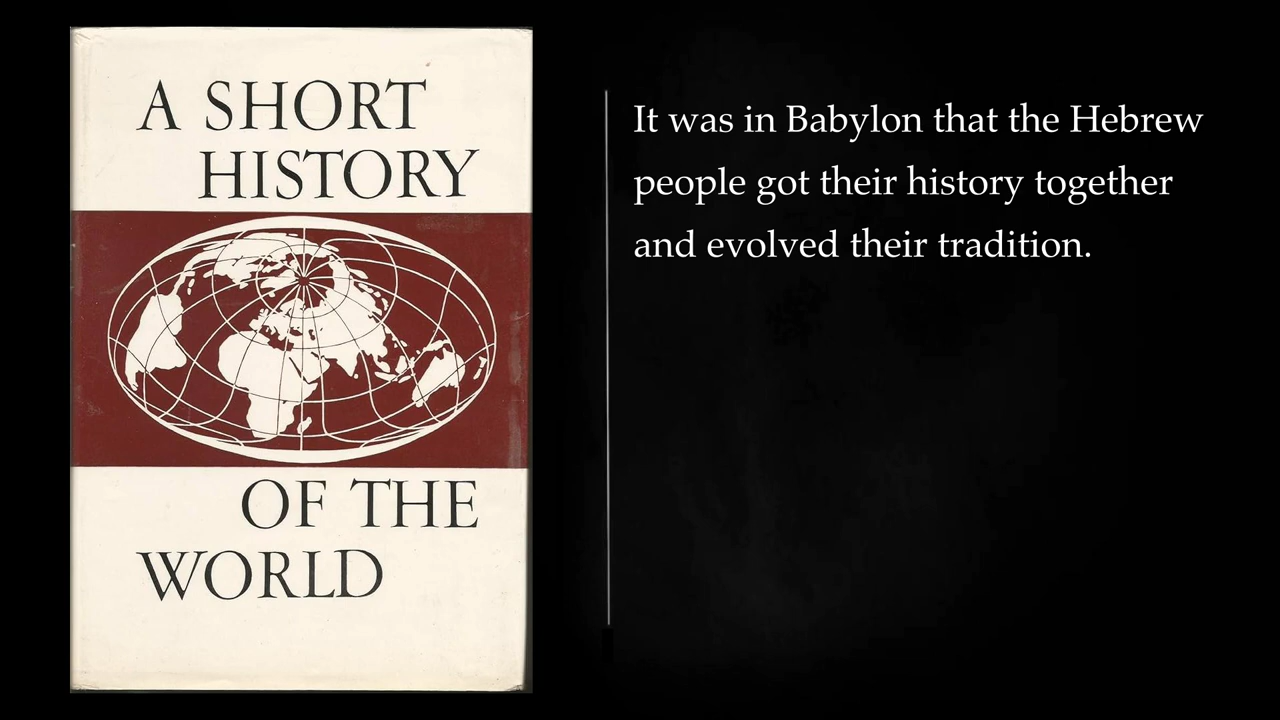 A SHORT
HISTORY
OF THE
WORLD
It was in Babylon that the Hebrew
people got their history together
and evolved their tradition.